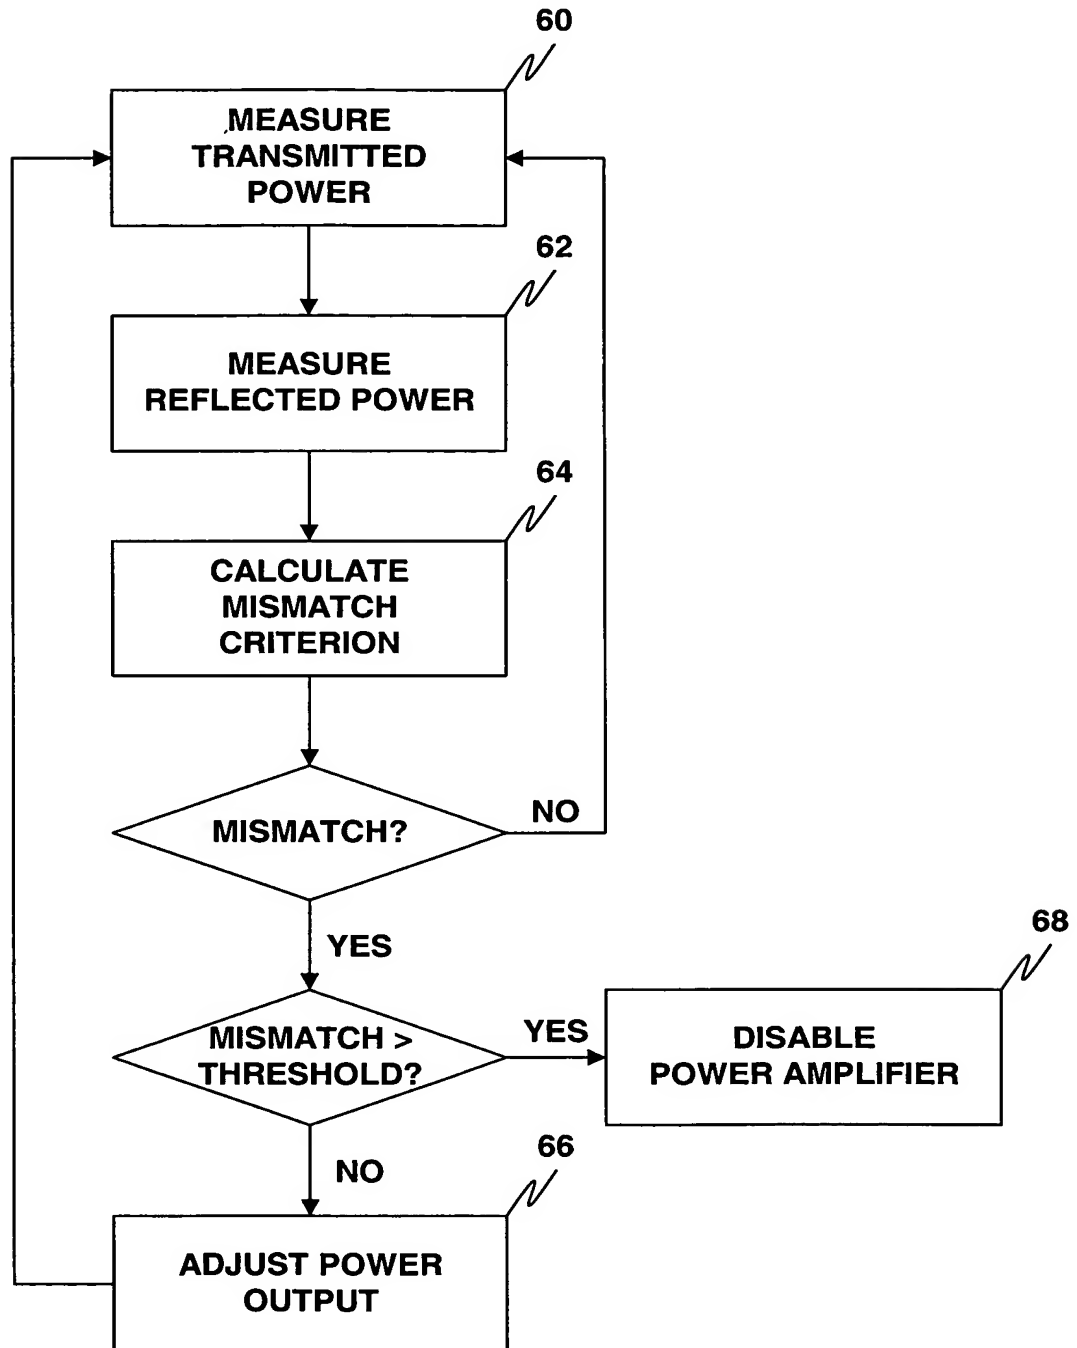 60
MEASURE
TRANSMITTED
POWER
62
MEASURE
REFLECTED POWER
64
CALCULATE
MISMATCH
CRITERION
MISMATCH?
NO
YES
68
MISMATCH >
THRESHOLD?
YES
DISABLE
POWER AMPLIFIER
NO
66
ADJUST POWER
OUTPUT